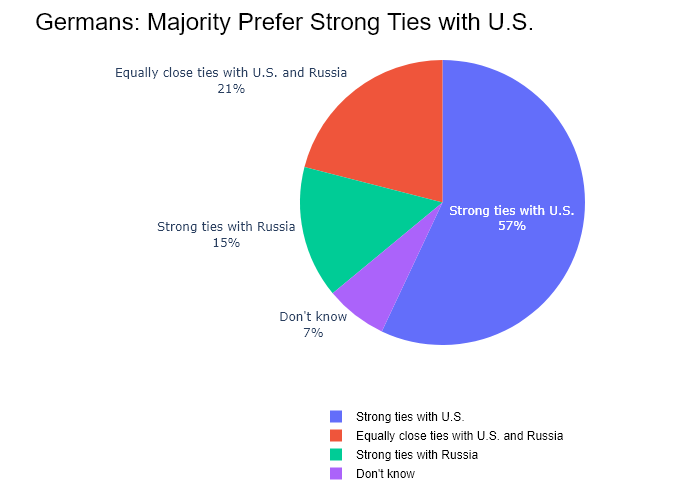 Germans: Majority Prefer Strong Ties with U.S.
Equally close ties with U.S. and Russia
21%
Strong ties with U.S.
57%
Strong ties with Russia
15%
Don't know
7%
Strong ties with U.S.
Equally close ties with U.S. and Russia
Strong ties with Russia
Don't know